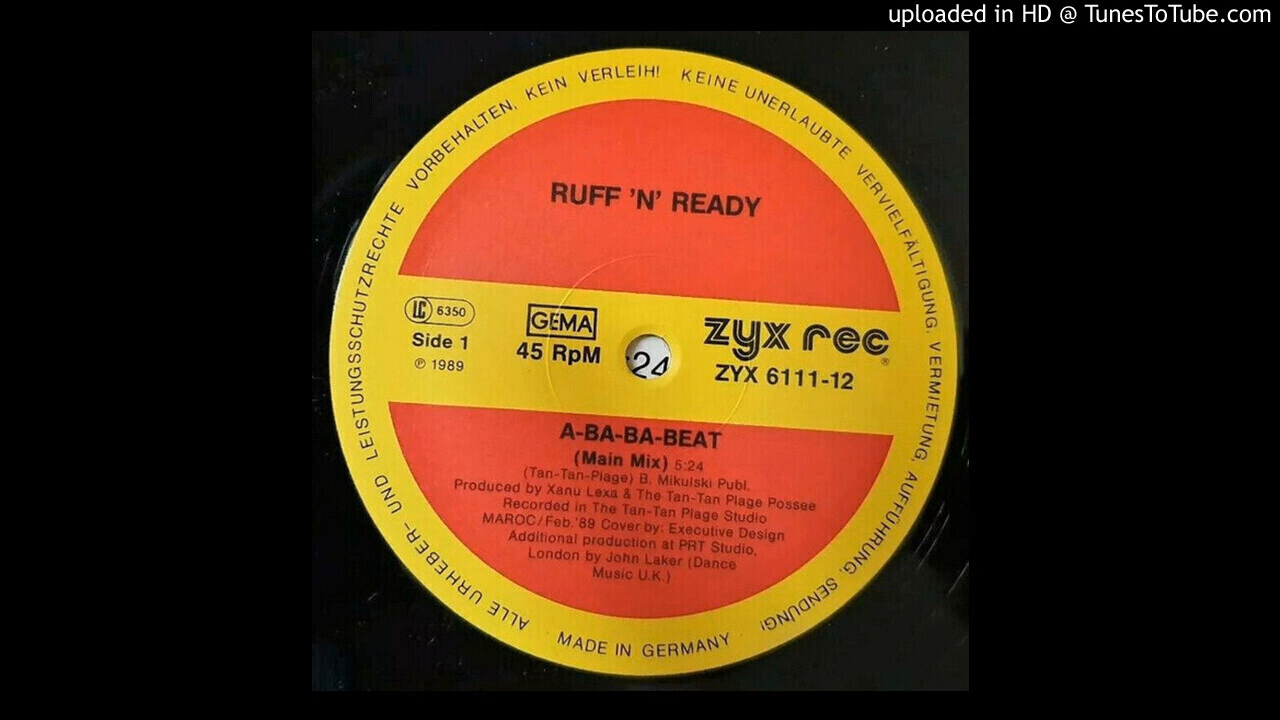 uploaded in HD @ TunesToTube.com
ALLE URHEBER- UND LEISTUNGSSCHUTZRECHTE VORBEHALTEN, KEIN VERLEIH! KEINE UNERLAUBTE VERVIELFÄLTIGUNG, VERMIETUNG, AUFFÜHRUNG, SENDUNG!
RUFF 'N' READY
LC 6350
GEMA
zyx rec ®
Side 1
45 RpM
:24
ZYX 6111-12
℗ 1989
A-BA-BA-BEAT
(Main Mix) 5:24
(Tan-Tan-Plage) B. Mikulski Publ.
Produced by Xanu Lexa & The Tan-Tan Plage Possee
Recorded in The Tan-Tan Plage Studio
MAROC/Feb.'89 Cover by: Executive Design
Additional production at PRT Studio,
London by John Laker (Dance
Music U.K.)
MADE IN GERMANY